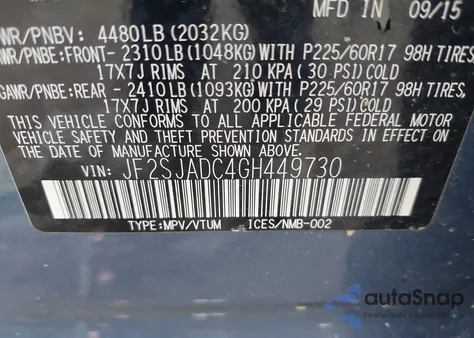 09/15
GVWR/PNBV: 4480LB (2032KG)
GAWR/PNBE:FRONT- 2310LB (1048KG)WITH P225/60R17 98H TIRES
17X7J RIMS AT 210 KPA (30 PSI)COLD
GAWR/PNBE:REAR - 2410LB (1093KG)WITH P225/60R17 98H TIRES
17X7J RIMS AT 200 KPA (29 PSI)COLD
THIS VEHICLE CONFORMS TO ALL APPLICABLE FEDERAL MOTOR
VEHICLE SAFETY AND THEFT PREVENTION STANDARDS IN EFFECT
ON THE DATE OF MANUFACTURE SHOWN ABOVE.
VIN: JF2SJADC4GH449730
TYPE:MPV/VTUM ICES/NMB-002
autoSnap